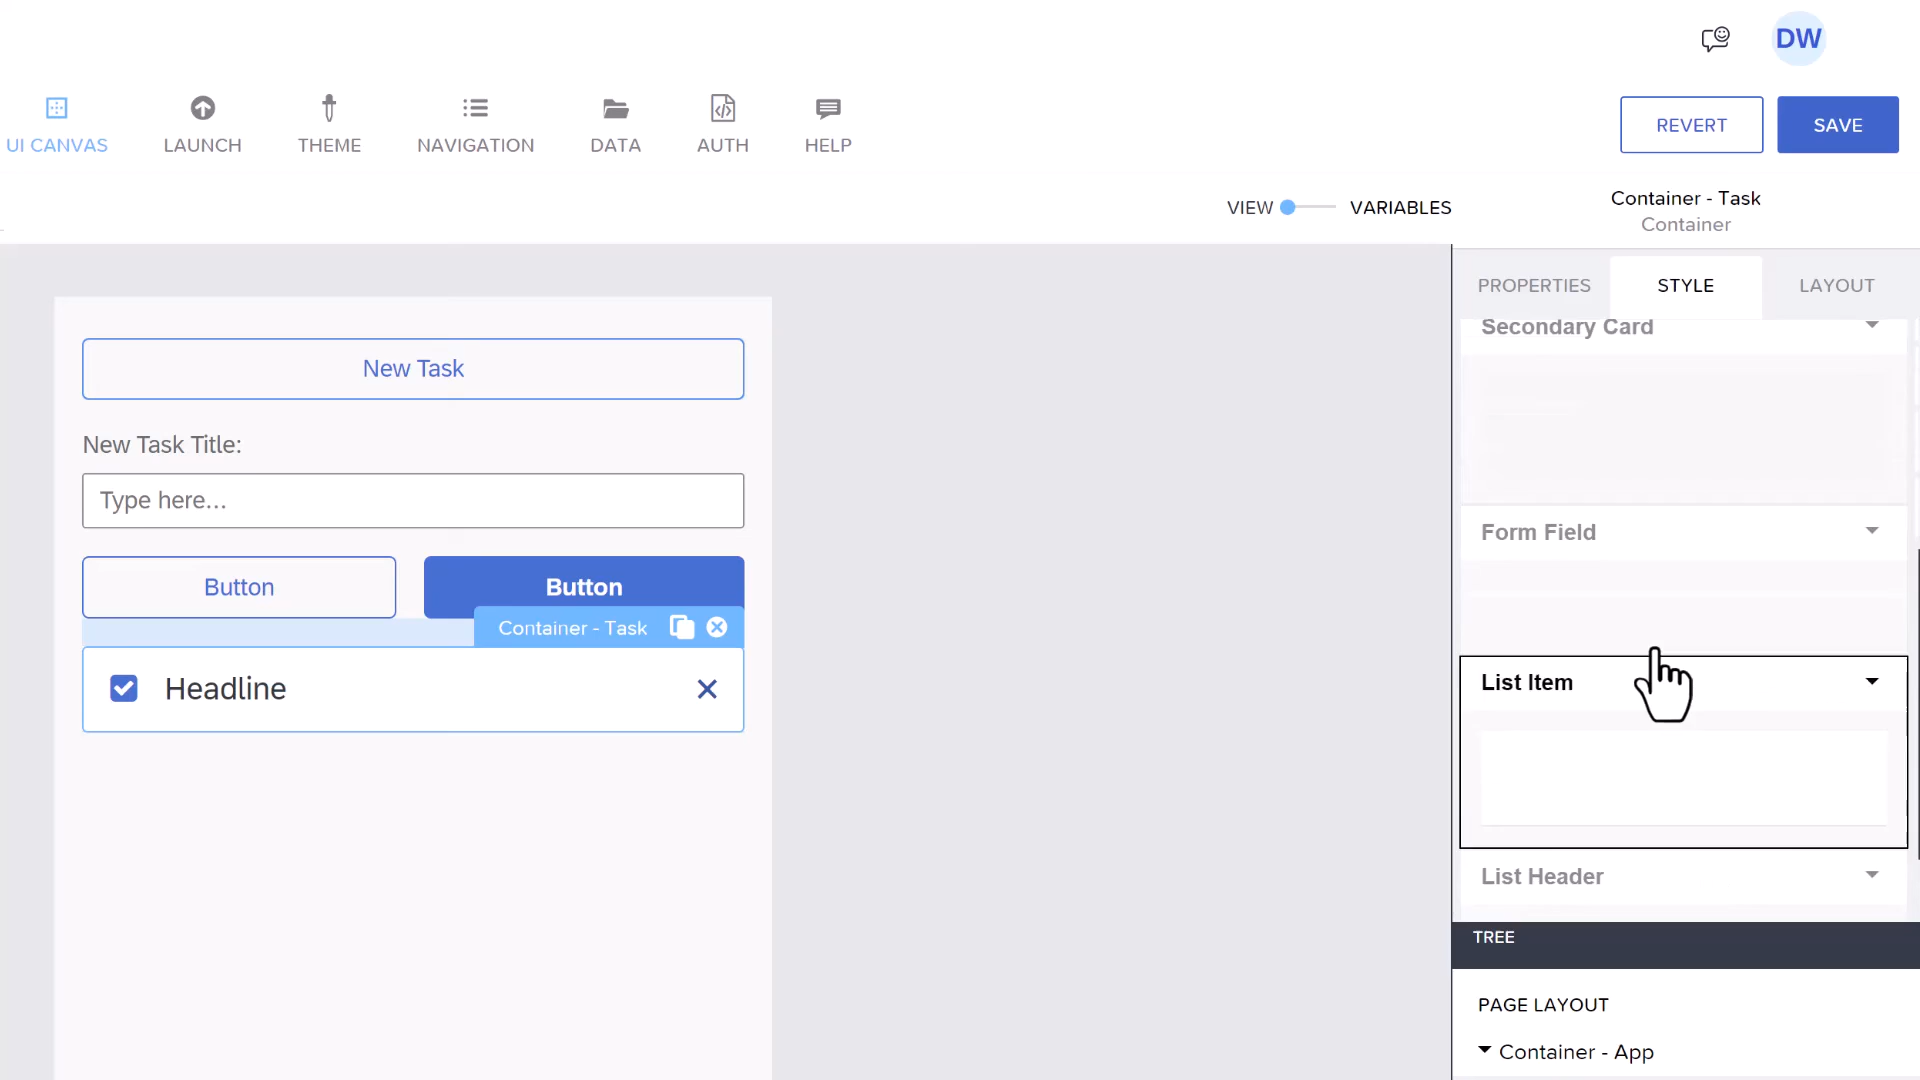 DW
UI CANVAS
LAUNCH
THEME
NAVIGATION
DATA
AUTH
HELP
REVERT
SAVE
VIEW
VARIABLES
Container - Task
Container
PROPERTIES
STYLE
LAYOUT
Secondary Card
New Task
New Task Title:
Type here...
Form Field
Button
Button
Container - Task
Headline
List Item
List Header
TREE
PAGE LAYOUT
Container - App